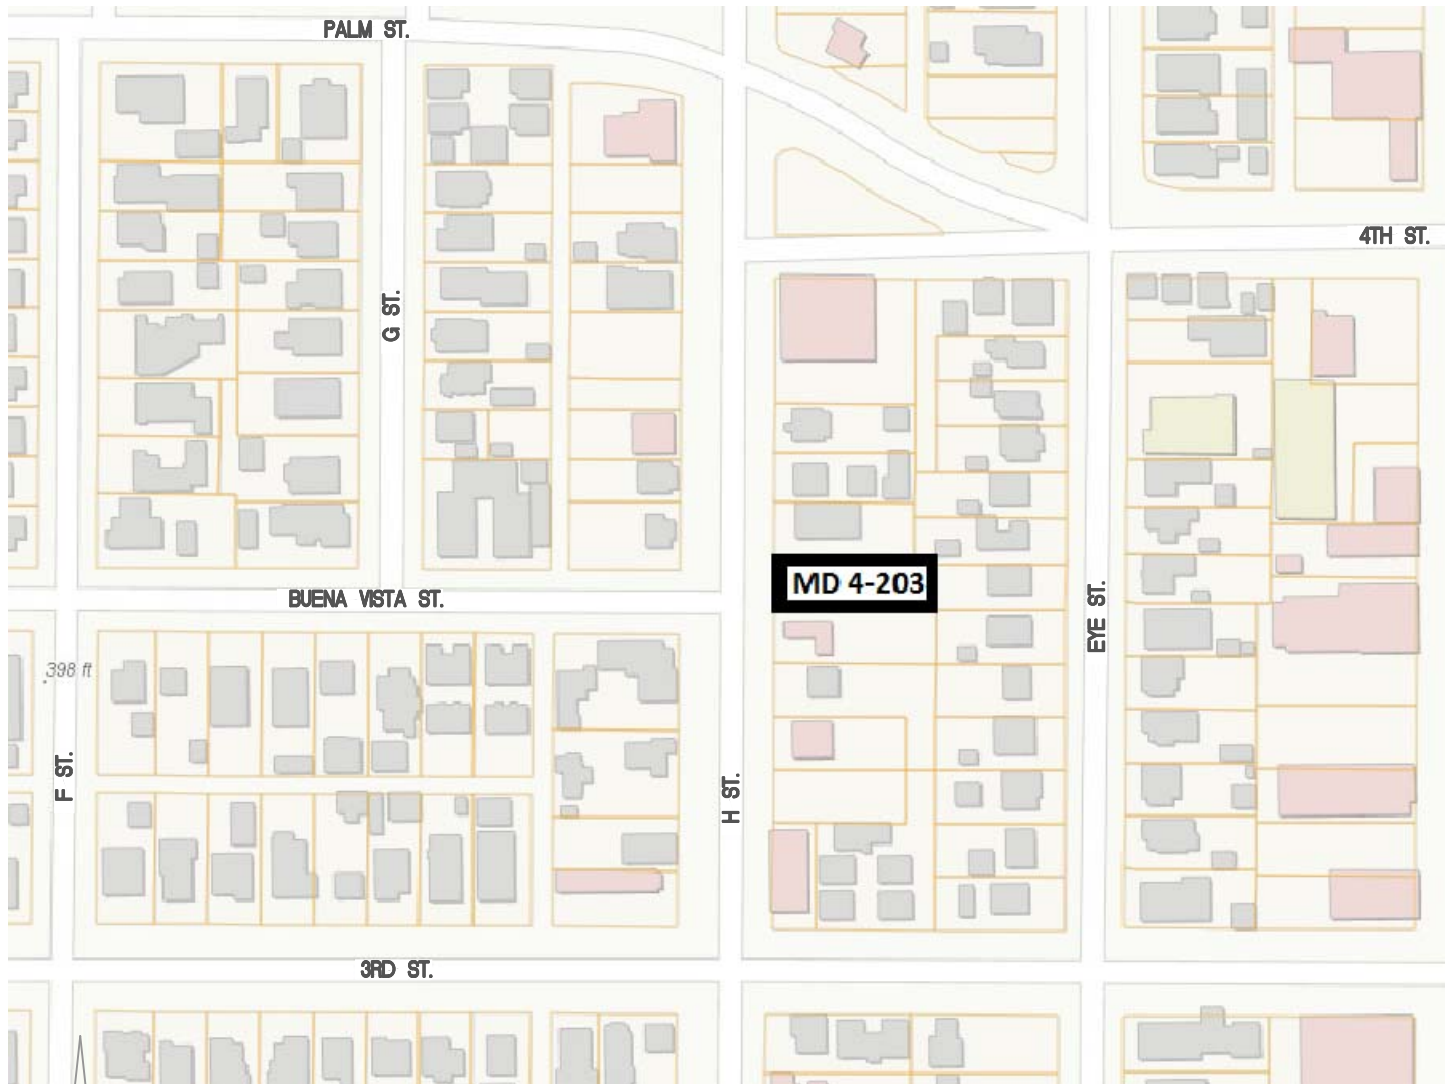 PALM ST.
4TH ST.
G ST.
MD 4-203
BUENA VISTA ST.
EYE ST.
398 ft
F ST.
H ST.
3RD ST.